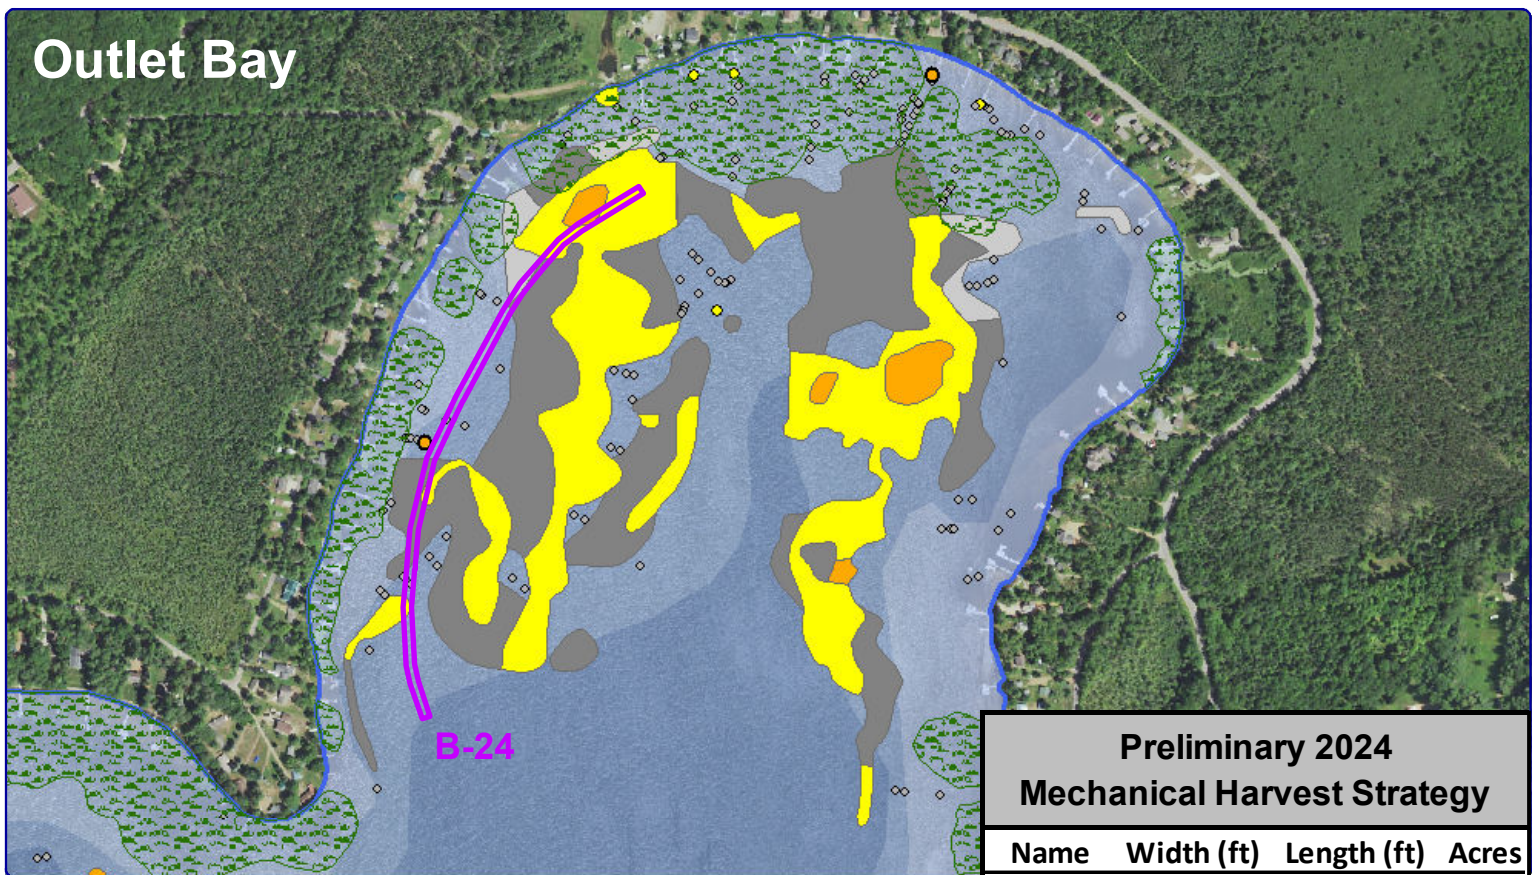 Outlet Bay
B-24
Preliminary 2024
Mechanical Harvest Strategy
Name Width (ft) Length (ft) Acres